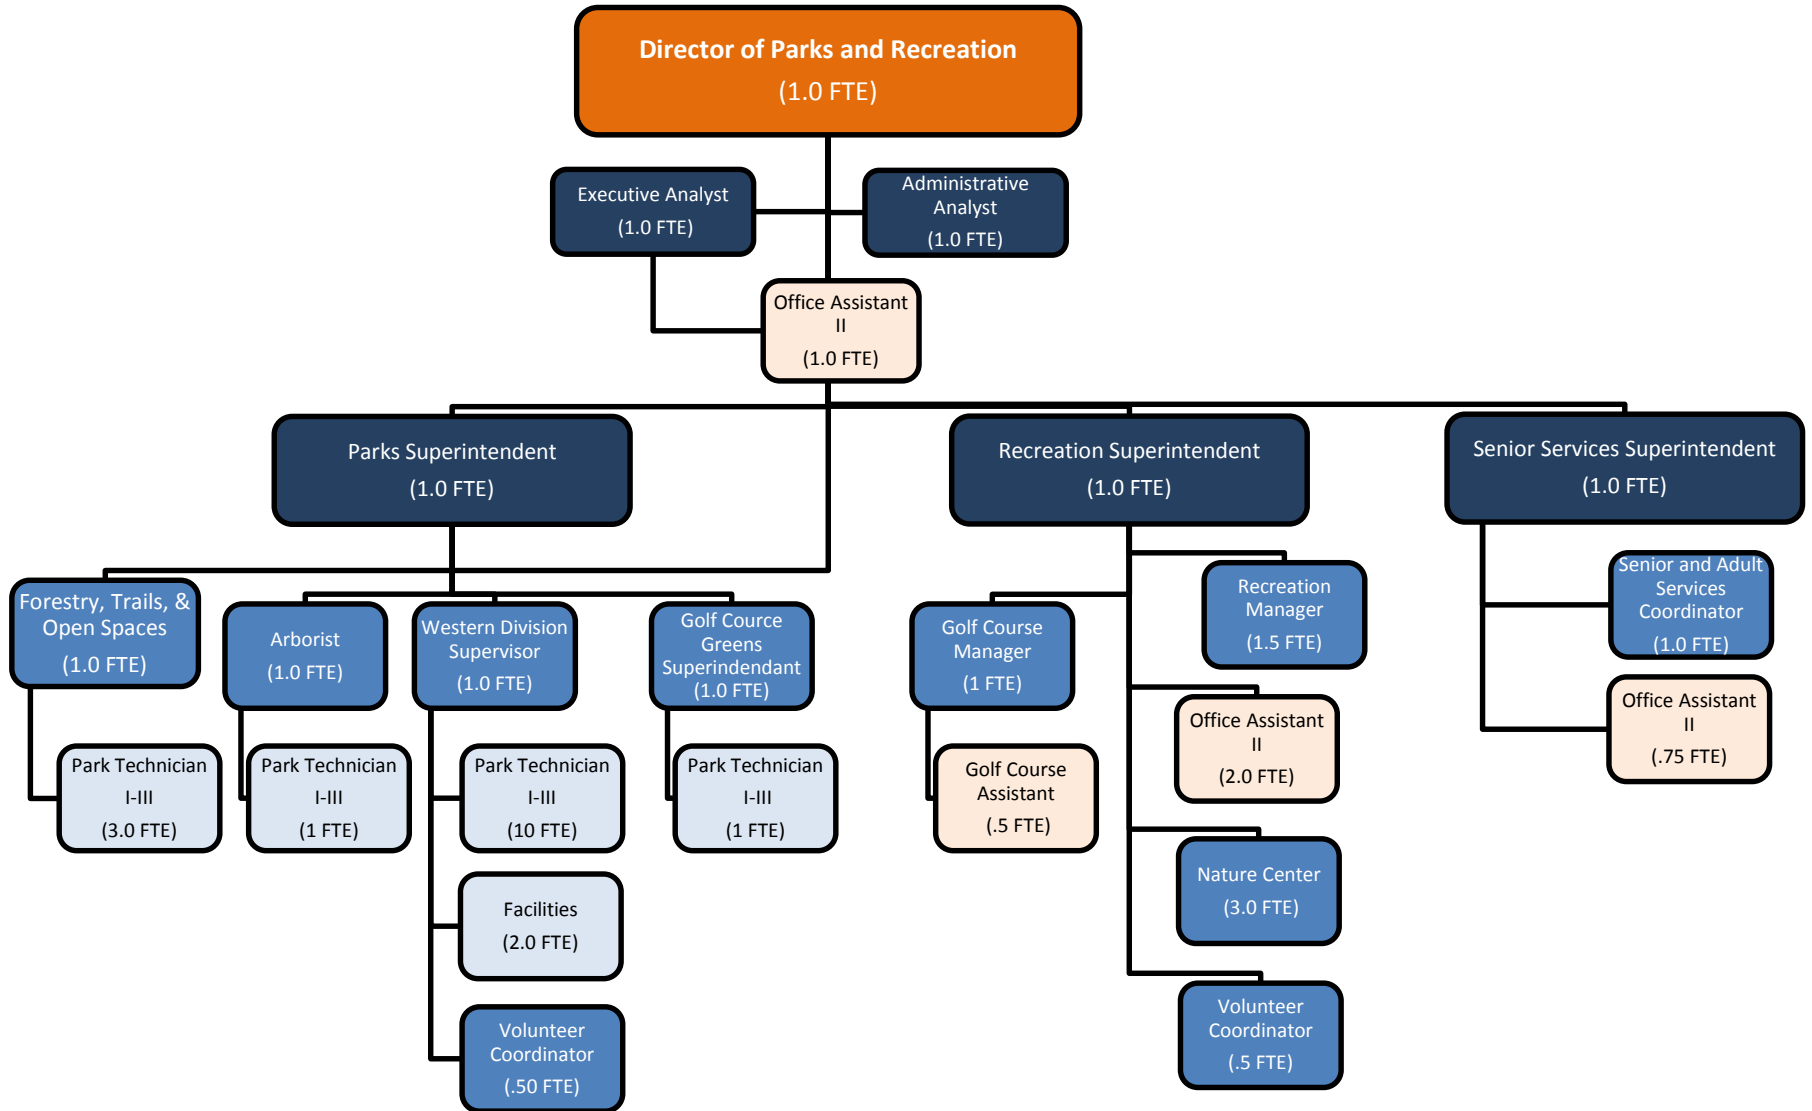 Director of Parks and Recreation
(1.0 FTE)
Executive Analyst
(1.0 FTE)
Administrative
Analyst
(1.0 FTE)
Office Assistant
II
(1.0 FTE)
Parks Superintendent
(1.0 FTE)
Recreation Superintendent
(1.0 FTE)
Senior Services Superintendent
(1.0 FTE)
Forestry, Trails, &
Open Spaces
(1.0 FTE)
Arborist
(1.0 FTE)
Western Division
Supervisor
(1.0 FTE)
Golf Cource
Greens
Superindendant
(1.0 FTE)
Golf Course
Manager
(1 FTE)
Recreation
Manager
(1.5 FTE)
Senior and Adult
Services
Coordinator
(1.0 FTE)
Office Assistant
II
(2.0 FTE)
Office Assistant
II
(.75 FTE)
Park Technician
I-III
(3.0 FTE)
Park Technician
I-III
(1 FTE)
Park Technician
I-III
(10 FTE)
Park Technician
I-III
(1 FTE)
Golf Course
Assistant
(.5 FTE)
Nature Center
(3.0 FTE)
Facilities
(2.0 FTE)
Volunteer
Coordinator
(.50 FTE)
Volunteer
Coordinator
(.5 FTE)